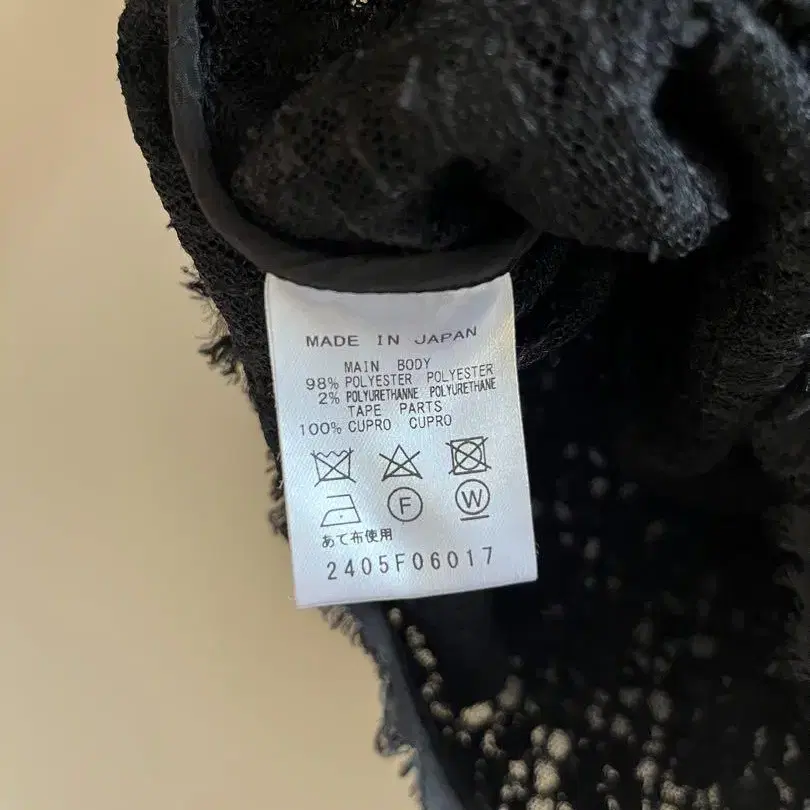 MADE IN JAPAN
MAIN BODY
98% POLYESTER POLYESTER
2% POLYURETHANNE POLYURETHANE
TAPE PARTS
100% CUPRO CUPRO
F W
あて布使用
2405F06017